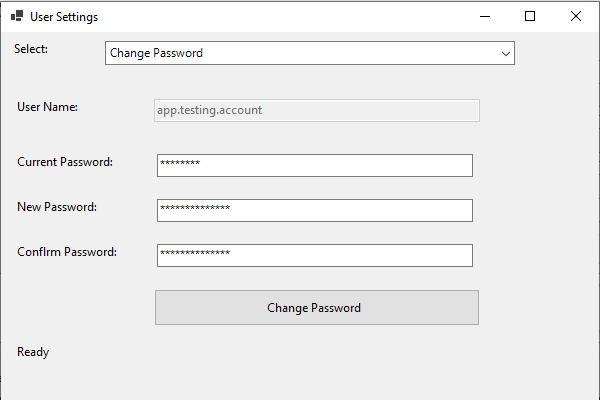 User Settings
Select: Change Password
User Name: app.testing.account
Current Password: ********
New Password: **************
ConfIrm Password: **************
Change Password
Ready